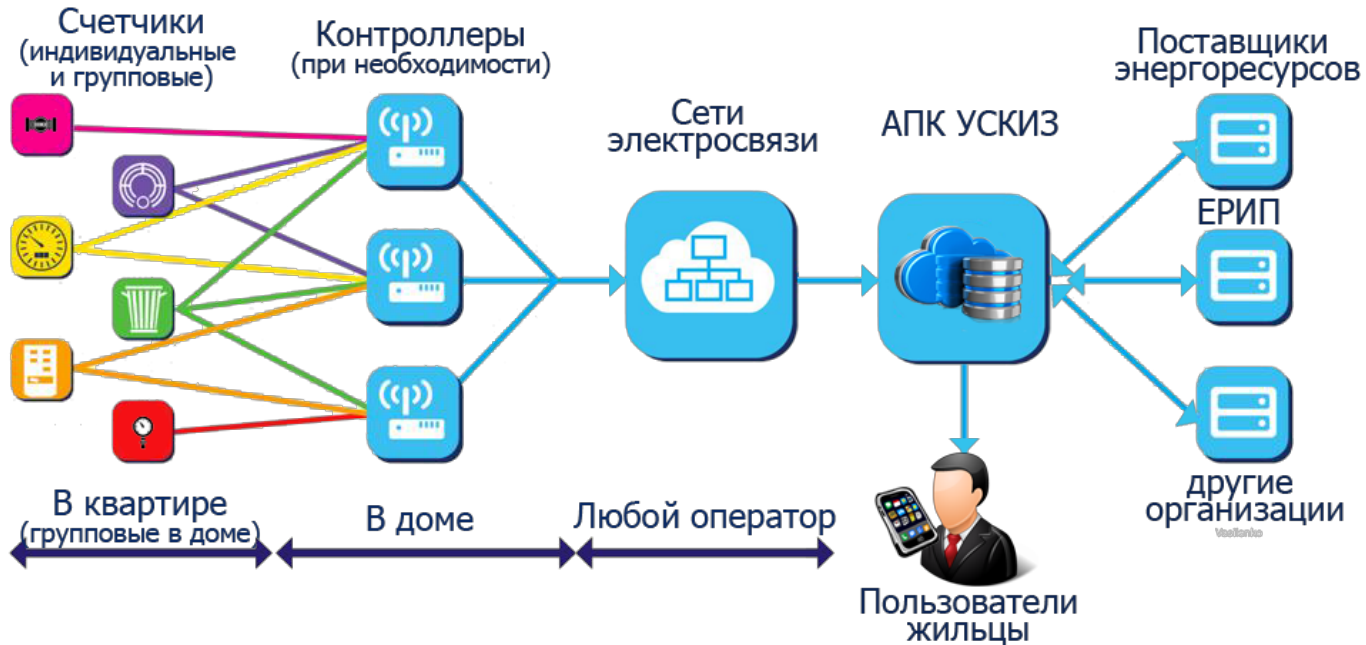 Счетчики
(индивидуальные
и групповые)
Контроллеры
(при необходимости)
Сети
электросвязи
АПК УСКИЗ
Поставщики
энергоресурсов
ЕРИП
другие
организации
Vasilenko
В квартире
(групповые в доме)
В доме
Любой оператор
Пользователи
жильцы